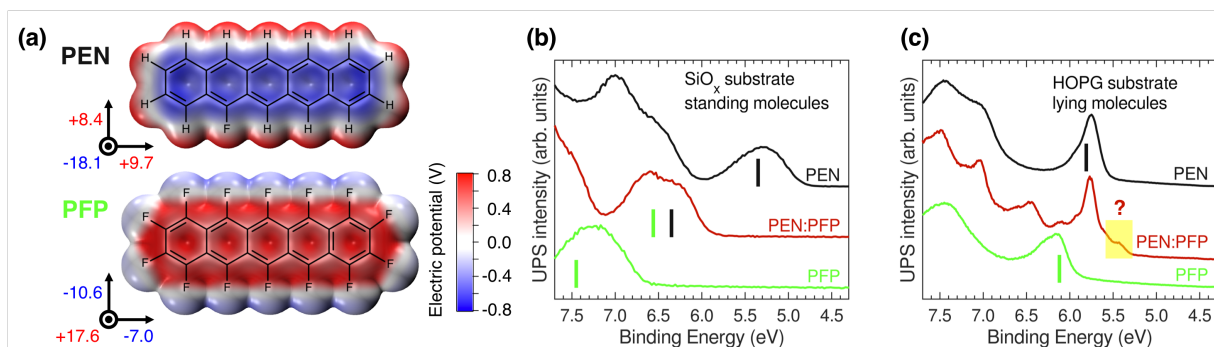 (a)
PEN
H H H H H
H H
H H
H F H H H
+8.4
-18.1 +9.7
PFP
F F F F F
F F
F F
F F F F F
-10.6
+17.6 -7.0
Electric potential (V)
0.8
0.4
0.0
-0.4
-0.8
(b)
SiOx substrate
standing molecules
PEN
PEN:PFP
PFP
UPS intensity (arb. units)
7.5 7.0 6.5 6.0 5.5 5.0 4.5
Binding Energy (eV)
(c)
HOPG substrate
lying molecules
PEN
?
PEN:PFP
PFP
UPS intensity (arb. units)
7.5 7.0 6.5 6.0 5.5 5.0 4.5
Binding Energy (eV)